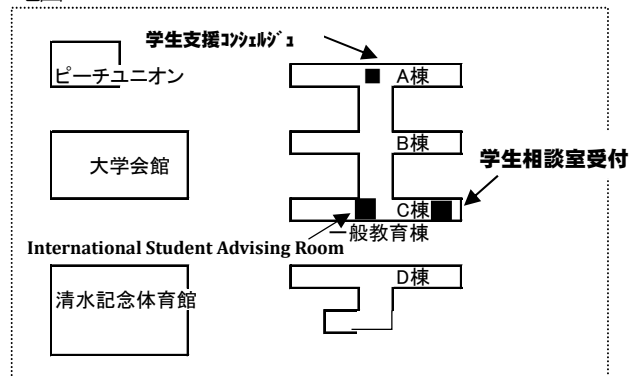 学生支援ｺﾝｼｪﾙｼﾞｭ
ピーチユニオン
A棟
B棟
大学会館
学生相談室受付
C棟
一般教育棟
International Student Advising Room
D棟
清水記念体育館